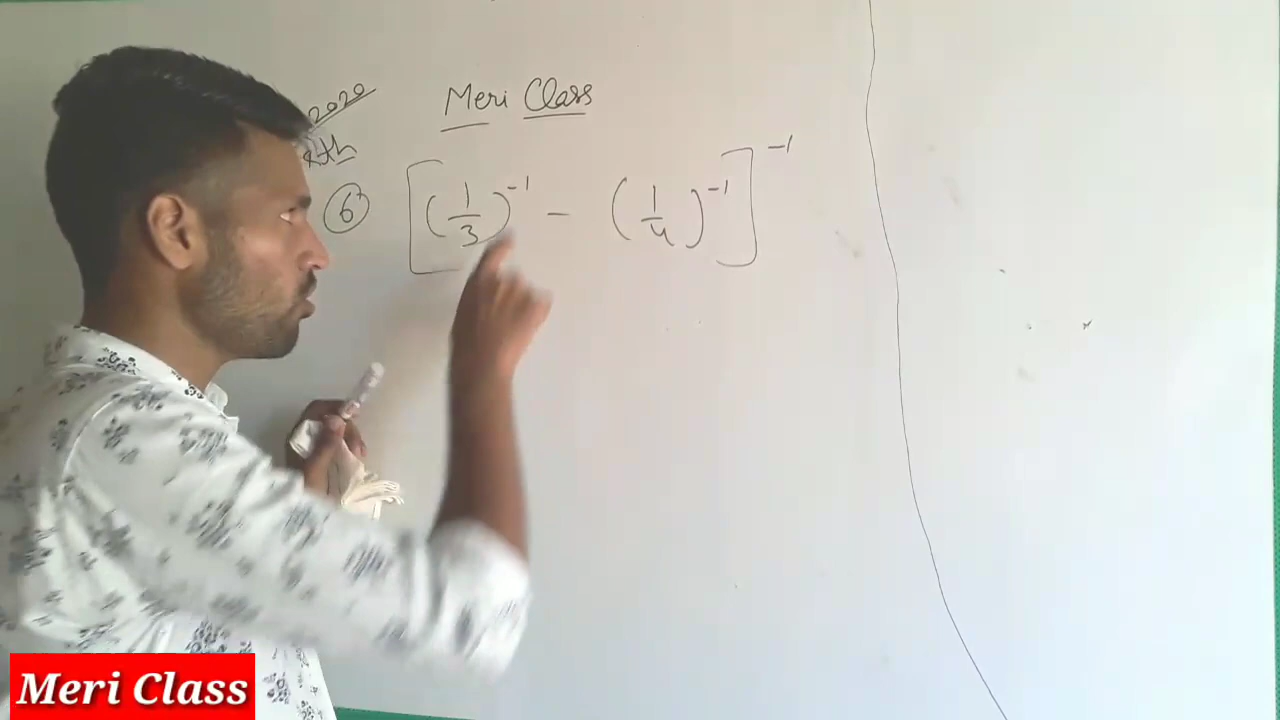 2020
Meri Class
8th
6 [(1/3)^-1 - (1/4)^-1]^-1
Meri Class